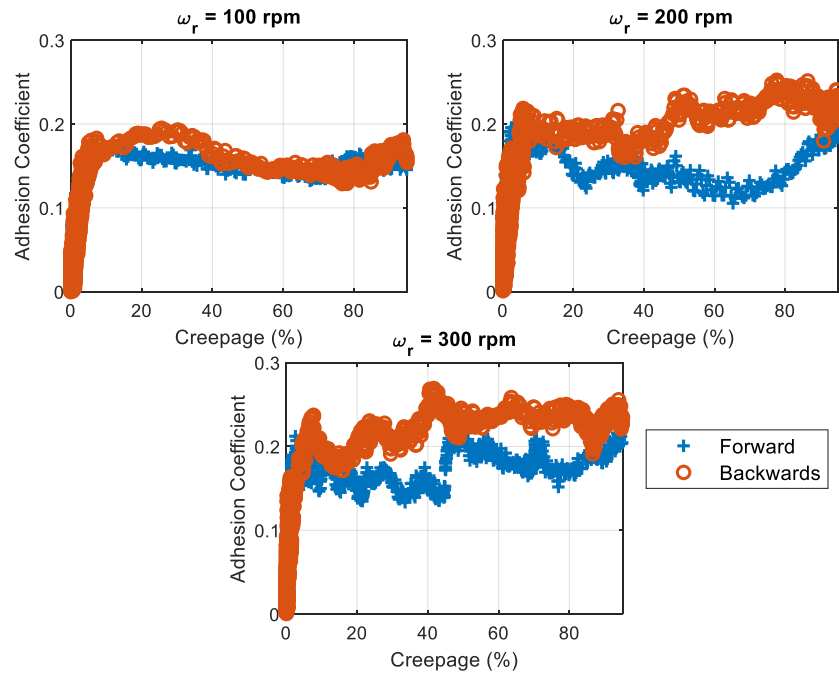 ω_r = 100 rpm
0.3
0.2
0.1
0
Adhesion Coefficient
0 20 40 60 80
Creepage (%)
ω_r = 200 rpm
0.3
0.2
0.1
0
Adhesion Coefficient
0 20 40 60 80
Creepage (%)
ω_r = 300 rpm
0.3
0.2
0.1
0
Adhesion Coefficient
0 20 40 60 80
Creepage (%)
Forward
Backwards